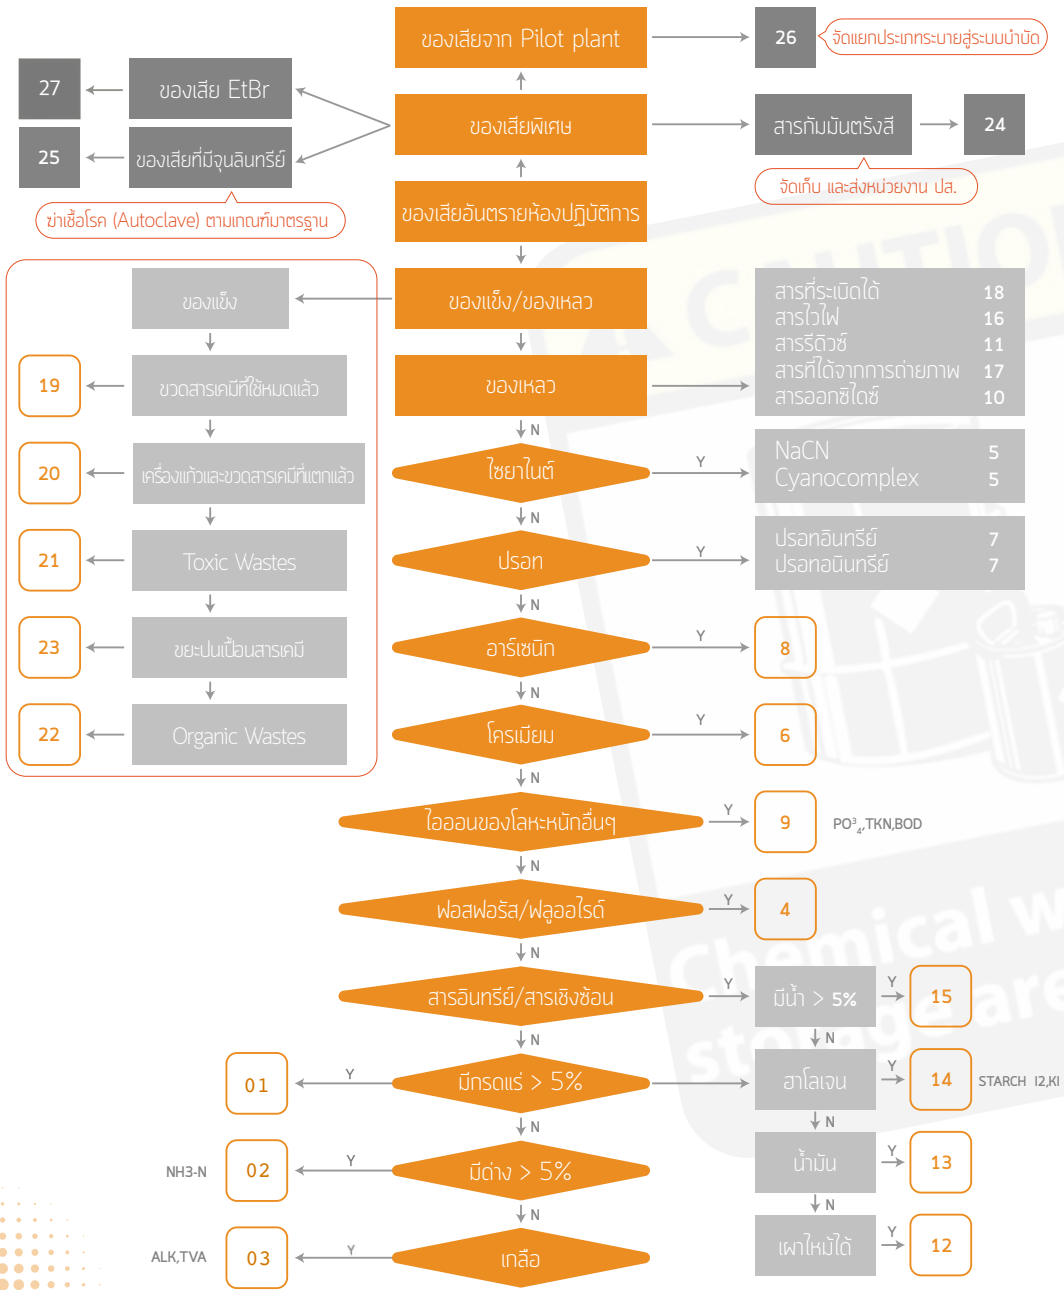 ของเสียจาก Pilot plant
26
จัดแยกประเภทระบายสู่ระบบบำบัด
27
ของเสีย EtBr
ของเสียพิเศษ
สารกัมมันตรังสี
24
25
ของเสียที่มีจุนลินทรีย์
จัดเก็บ และส่งหน่วยงาน ปส.
ฆ่าเชื้อโรค (Autoclave) ตามเกณฑ์มาตรฐาน
ของเสียอันตรายห้องปฏิบัติการ
ของแข็ง
ของแข็ง/ของเหลว
สารที่ระเบิดได้ 18
สารไวไฟ 16
สารรีดิวซ์ 11
สารที่ได้จากการถ่ายภาพ 17
สารออกซิไดซ์ 10
19
ขวดสารเคมีที่ใช้หมดแล้ว
ของเหลว
N
20
เครื่องแก้วและขวดสารเคมีที่แตกแล้ว
ไซยาไนต์
Y
NaCN 5
Cyanocomplex 5
N
21
Toxic Wastes
ปรอท
Y
ปรอทอินทรีย์ 7
ปรอทอนินทรีย์ 7
N
23
ขยะปนเปื้อนสารเคมี
อาร์เซนิก
Y
8
N
22
Organic Wastes
โครเมียม
Y
6
N
ไอออนของโลหะหนักอื่นๆ
Y
9
PO³₄,TKN,BOD
N
ฟอสฟอรัส/ฟลูออไรด์
Y
4
N
สารอินทรีย์/สารเชิงซ้อน
Y
มีน้ำ > 5%
Y
15
N
N
01
Y
มีกรดแร่ > 5%
ฮาโลเจน
Y
14
STARCH I2,KI
N
N
NH3-N
02
Y
มีด่าง > 5%
น้ำมัน
Y
13
N
N
ALK,TVA
03
Y
เกลือ
เผาไหม้ได้
Y
12
CAUTION
Chemical w
storage are